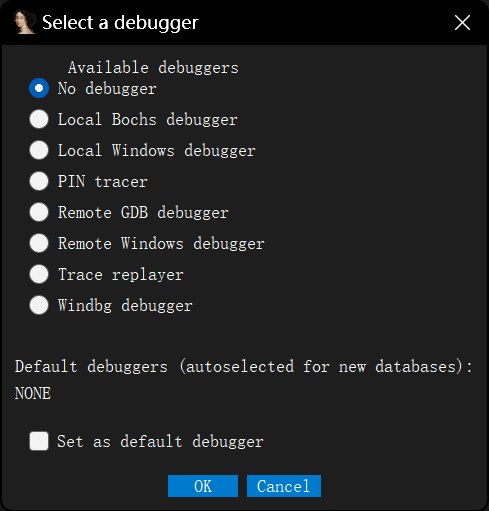 Select a debugger
Available debuggers
No debugger
Local Bochs debugger
Local Windows debugger
PIN tracer
Remote GDB debugger
Remote Windows debugger
Trace replayer
Windbg debugger
Default debuggers (autoselected for new databases):
NONE
Set as default debugger
OK Cancel